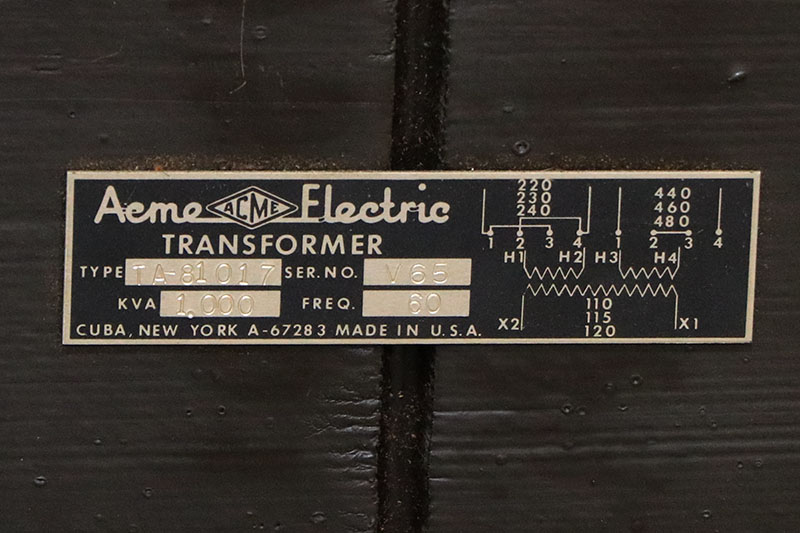 Acme ACME Electric
TRANSFORMER
TYPE TA-81017 SER. NO. V65
KVA 1.000 FREQ. 60
CUBA, NEW YORK A-67283 MADE IN U.S.A.
220
230
240
440
460
480
1 2 3 4 1 2 3 4
H1 H2 H3 H4
110
115
120
X2 X1